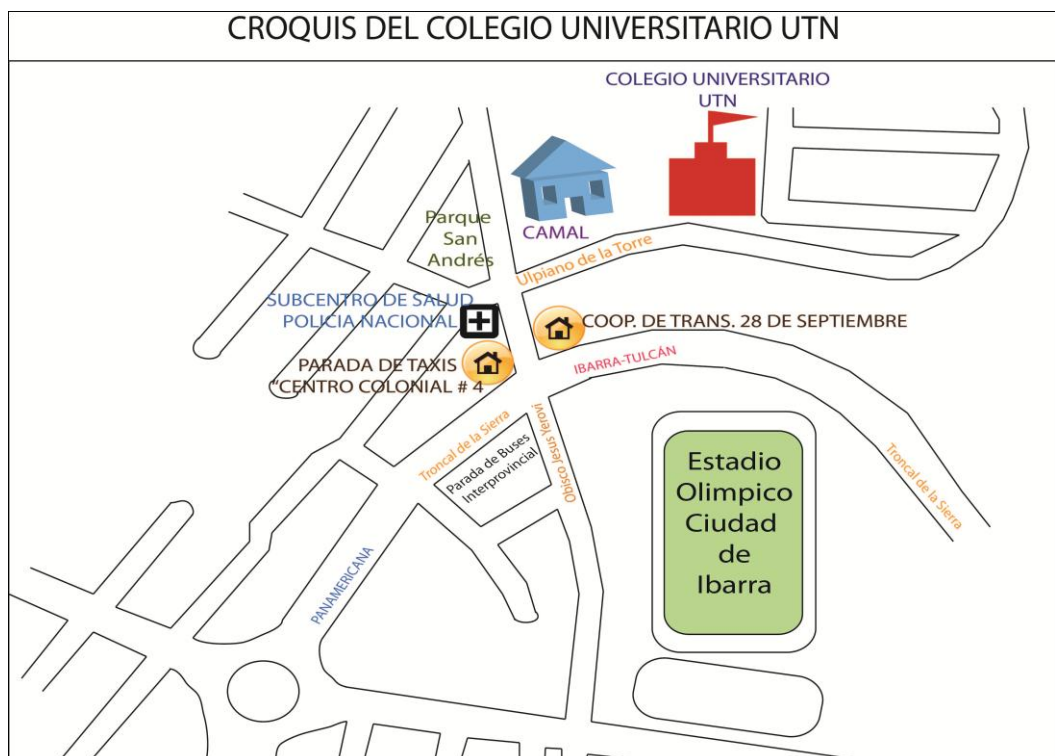 CROQUIS DEL COLEGIO UNIVERSITARIO UTN
COLEGIO UNIVERSITARIO
UTN
Parque
San
Andrés
CAMAL
Ulpiano de la Torre
SUBCENTRO DE SALUD
POLICIA NACIONAL
COOP. DE TRANS. 28 DE SEPTIEMBRE
PARADA DE TAXIS
"CENTRO COLONIAL # 4
IBARRA-TULCÁN
Troncal de la Sierra
Parada de Buses
Interprovincial
Obisco Jesus Yerovi
Estadio
Olimpico
Ciudad
de
Ibarra
Troncal de la Sierra
PANAMERICANA